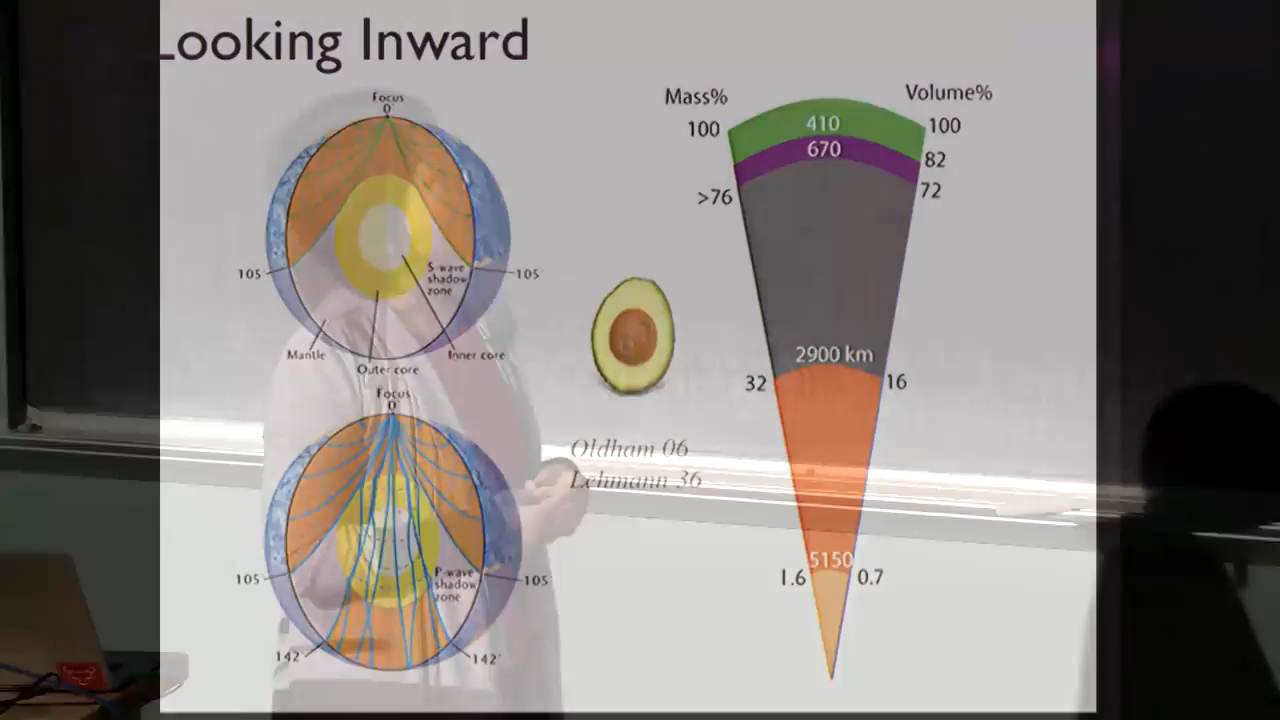 Looking Inward
Focus
0°
105°
105°
S-wave
shadow
zone
Mantle
Outer core
Inner core
Focus
0°
105°
105°
P-wave
shadow
zone
142°
142°
Oldham 06
Lehmann 36
Mass%
Volume%
100
410
100
670
82
>76
72
2900 km
32
16
5150
1.6
0.7